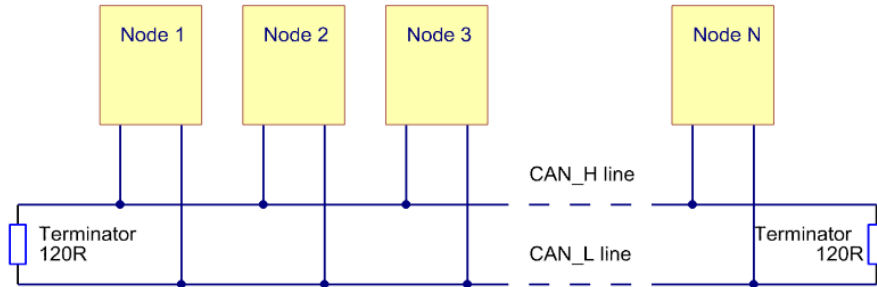 Node 1
Node 2
Node 3
Node N
CAN_H line
Terminator
120R
CAN_L line
Terminator
120R